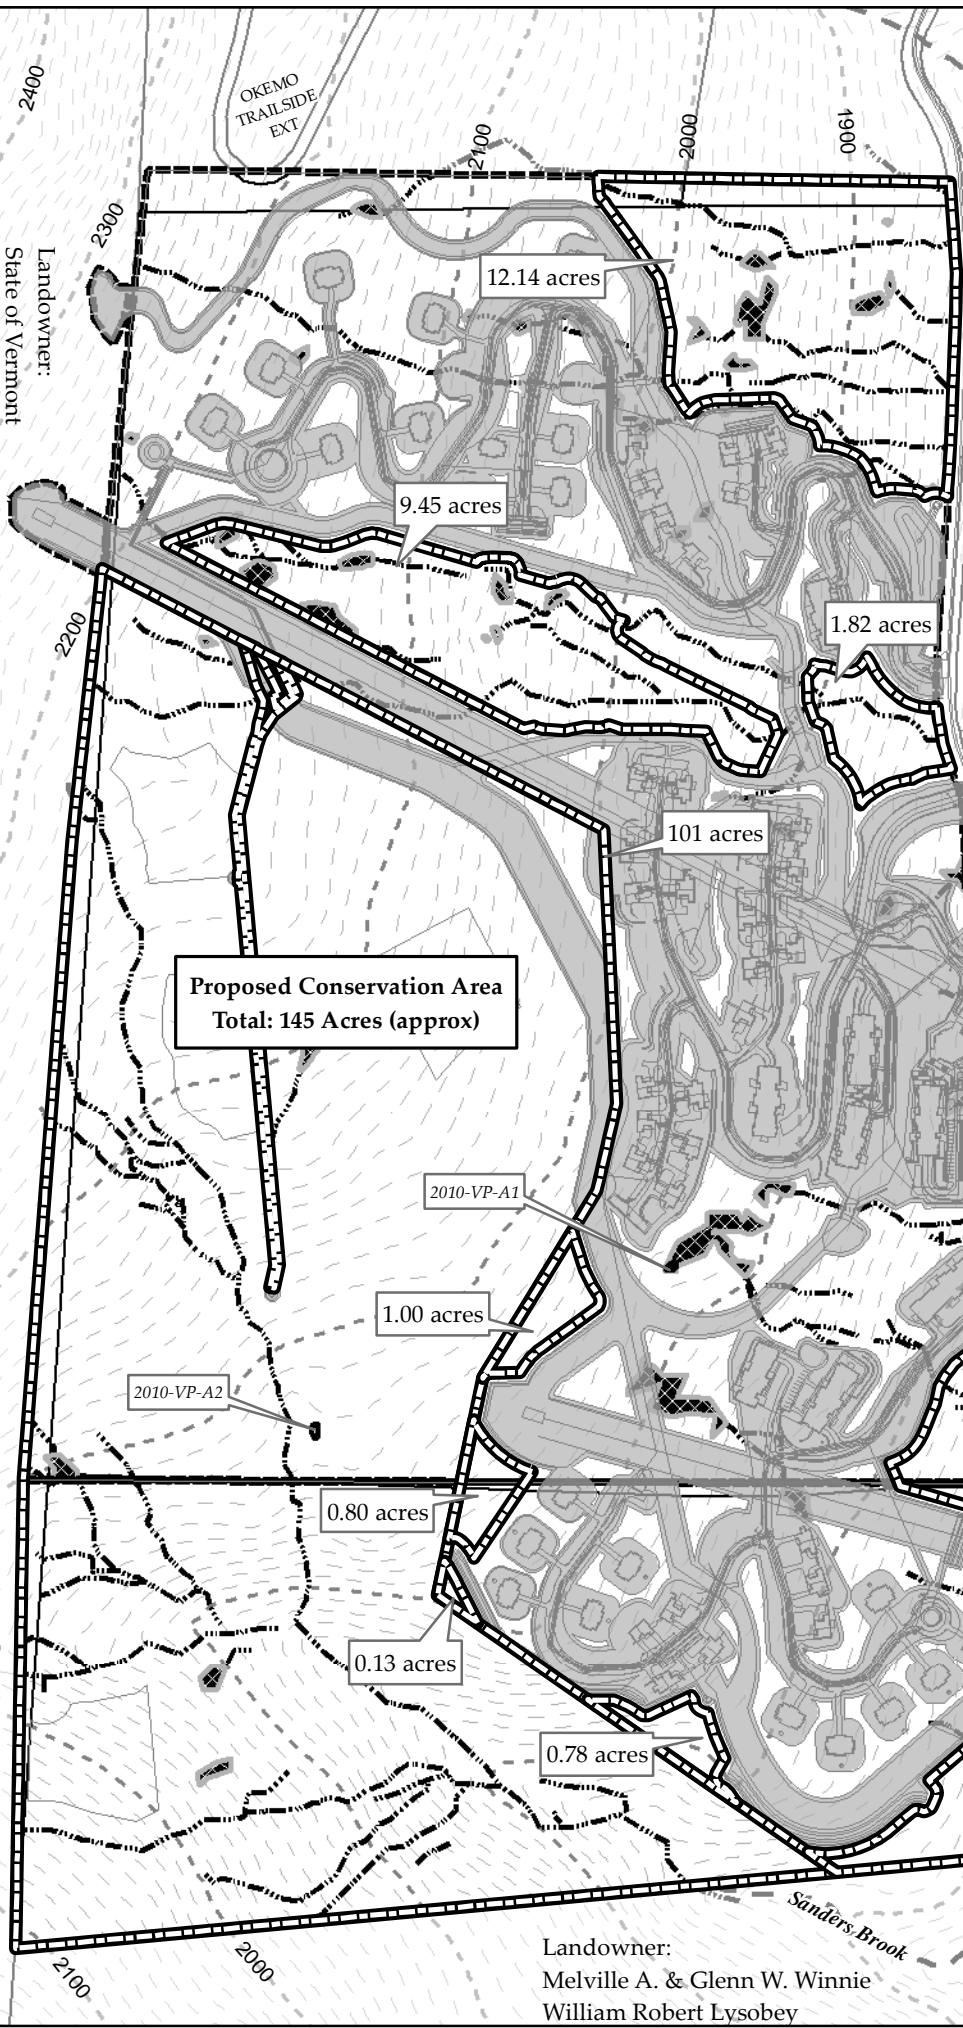 2400
OKEMO
TRAILSIDE
EXT
2100
2000
1900
2300
Landowner:
State of Vermont
12.14 acres
9.45 acres
1.82 acres
2200
101 acres
Proposed Conservation Area
Total: 145 Acres (approx)
2010-VP-A1
1.00 acres
2010-VP-A2
0.80 acres
0.13 acres
0.78 acres
Sanders Brook
2100
2000
Landowner:
Melville A. & Glenn W. Winnie
William Robert Lysobey